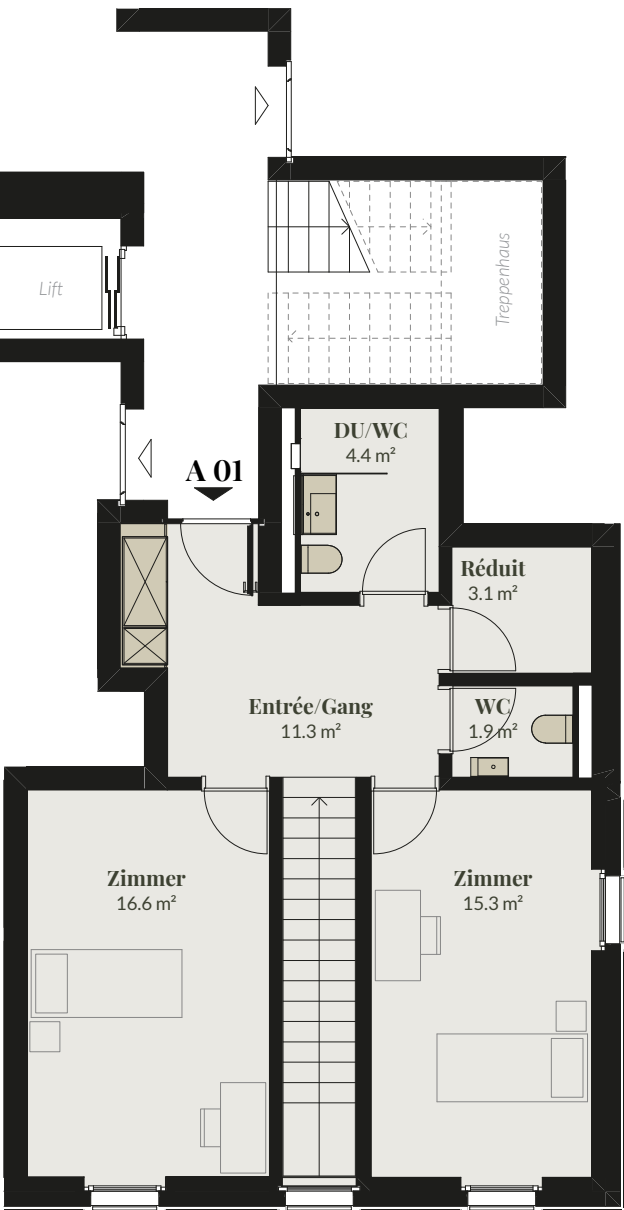 Lift
Treppenhaus
A 01
DU/WC
4.4 m²
Réduit
3.1 m²
Entrée/Gang
11.3 m²
WC
1.9 m²
Zimmer
16.6 m²
Zimmer
15.3 m²